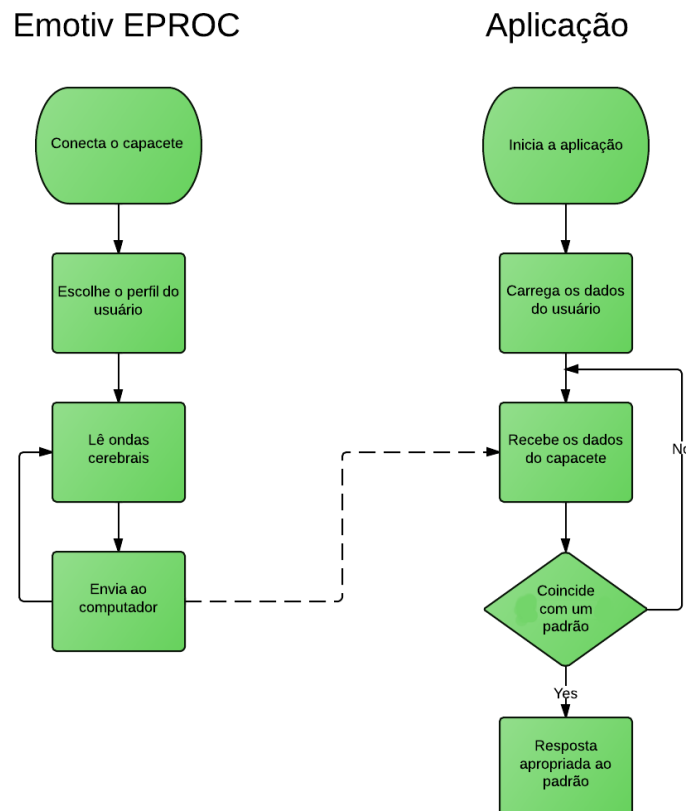 Emotiv EPROC
Aplicação
Conecta o capacete
Escolhe o perfil do
usuário
Lê ondas
cerebrais
Envia ao
computador
Inicia a aplicação
Carrega os dados
do usuário
Recebe os dados
do capacete
No
Coincide
com um
padrão
Yes
Resposta
apropriada ao
padrão